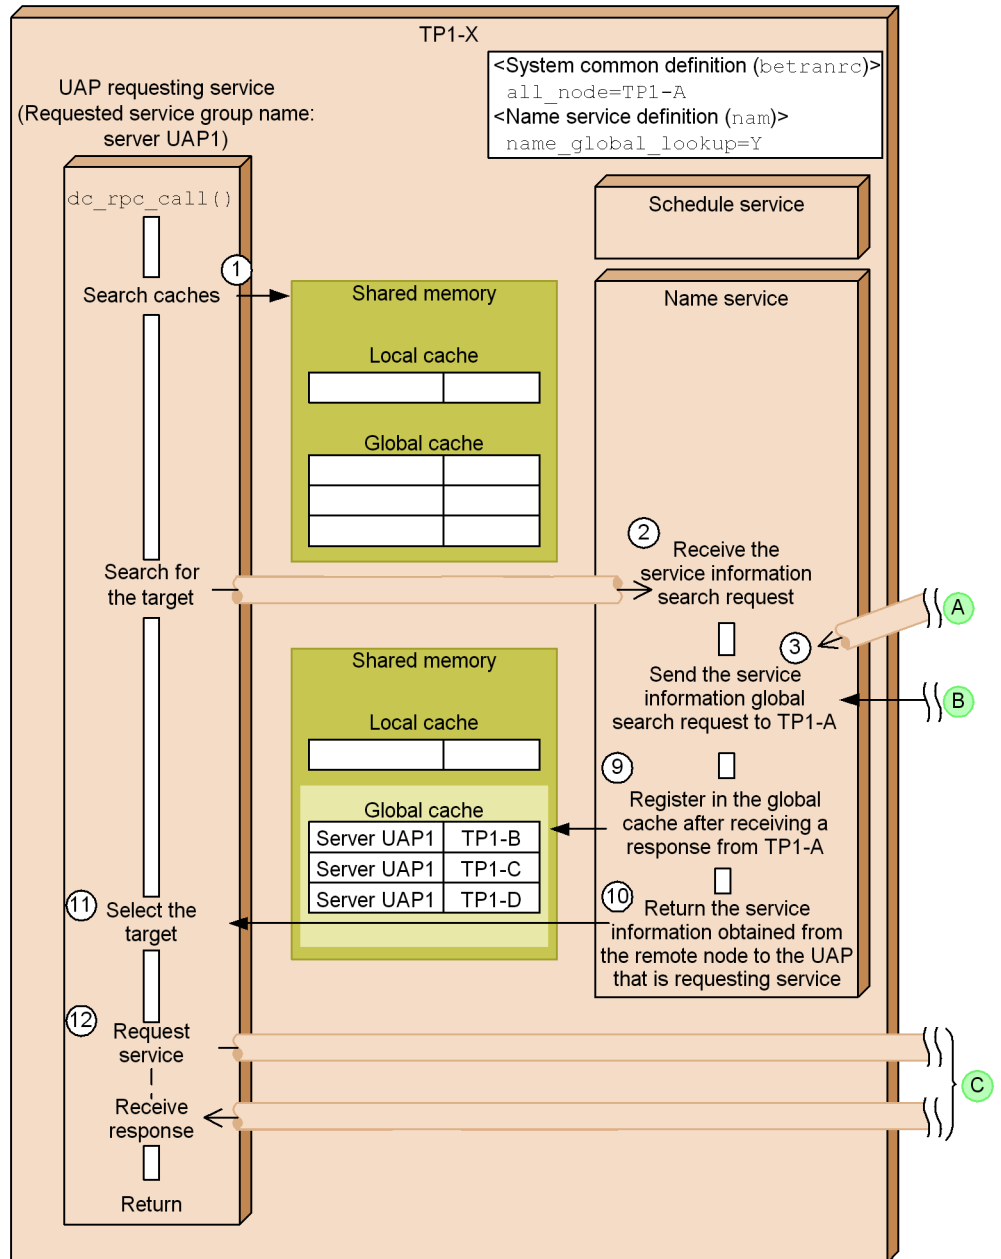 TP1-X
<System common definition (betranrc)>
all_node=TP1-A
<Name service definition (nam)>
name_global_lookup=Y
UAP requesting service
(Requested service group name:
server UAP1)
dc_rpc_call()
Schedule service
1
Search caches
Shared memory
Name service
Local cache
Global cache
2
Receive the
service information
search request
Search for
the target
A
3
Send the service
information global
search request to TP1-A
B
Shared memory
Local cache
9
Register in the global
cache after receiving a
response from TP1-A
Global cache
Server UAP1 TP1-B
Server UAP1 TP1-C
Server UAP1 TP1-D
10
Return the service
information obtained from
the remote node to the UAP
that is requesting service
11
Select the
target
12
Request
service
C
Receive
response
Return